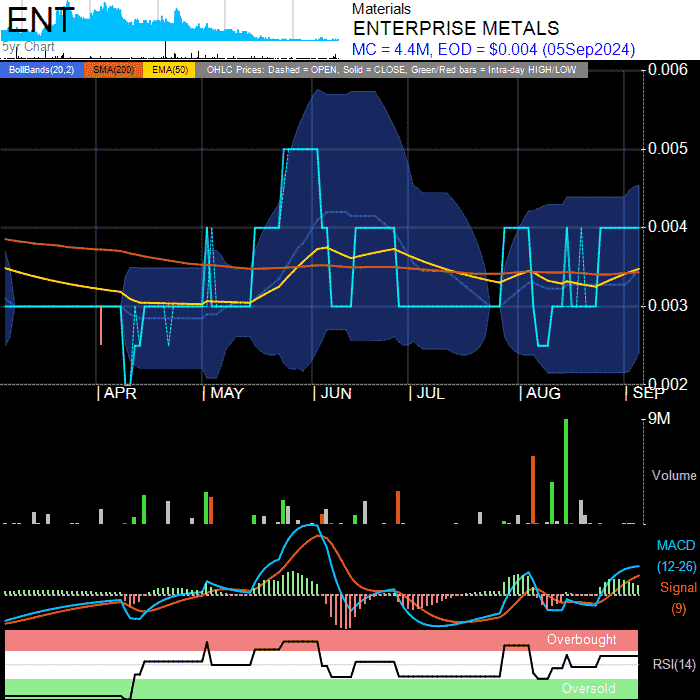 ENT
5yr Chart
Materials
ENTERPRISE METALS
MC = 4.4M, EOD = $0.004 (05Sep2024)
BollBands(20,2) SMA(200) EMA(50) OHLC Prices: Dashed = OPEN, Solid = CLOSE, Green/Red bars = Intra-day HIGH/LOW
0.006
0.005
0.004
0.003
0.002
APR MAY JUN JUL AUG SEP
9M
Volume
MACD
(12-26)
Signal
(9)
Overbought
RSI(14)
Oversold